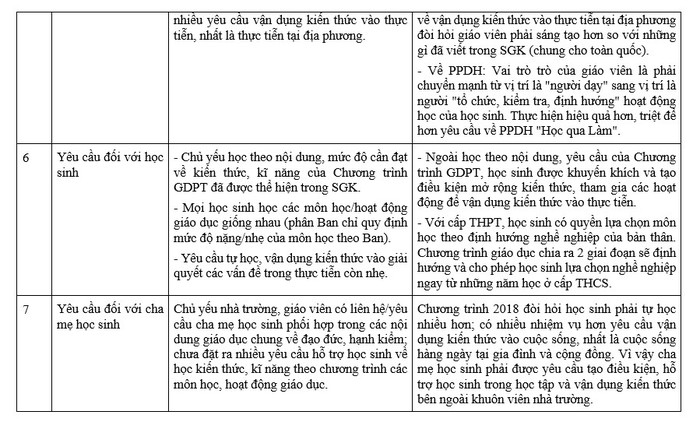 nhiều yêu cầu vận dụng kiến thức vào thực
tiễn, nhất là thực tiễn tại địa phương.
về vận dụng kiến thức vào thực tiễn tại địa phương
đòi hỏi giáo viên phải sáng tạo hơn so với những
gì đã viết trong SGK (chung cho toàn quốc).
- Về PPDH: Vai trò trò của giáo viên là phải
chuyển mạnh từ vị trí là "người dạy" sang vị trí là
người "tổ chức, kiểm tra, định hướng" hoạt động
học của học sinh. Thực hiện hiệu quả hơn, triệt để
hơn yêu cầu về PPDH "Học qua Làm".
6
Yêu cầu đối với học
sinh
- Chủ yếu học theo nội dung, mức độ cần đạt
về kiến thức, kĩ năng của Chương trình
GDPT đã được thể hiện trong SGK.
- Mọi học sinh học các môn học/hoạt động
giáo dục giống nhau (phân Ban chỉ quy định
mức độ nặng/nhẹ của môn học theo Ban).
- Yêu cầu tự học, vận dụng kiến thức vào giải
quyết các vấn đề trong thực tiễn còn nhẹ.
- Ngoài học theo nội dung, yêu cầu của Chương
trình GDPT, học sinh được khuyến khích và tạo
điều kiện mở rộng kiến thức, tham gia các hoạt
động để vận dụng kiến thức vào thực tiễn.
- Với cấp THPT, học sinh có quyền lựa chọn môn
học theo định hướng nghề nghiệp của bản thân.
Chương trình giáo dục chia ra 2 giai đoạn sẽ định
hướng và cho phép học sinh lựa chọn nghề nghiệp
ngay từ những năm học ở cấp THCS.
7
Yêu cầu đối với cha
mẹ học sinh
Chủ yếu nhà trường, giáo viên có liên hệ/yêu
cầu cha mẹ học sinh phối hợp trong các nội
dung giáo dục chung về đạo đức, hạnh kiểm;
chưa đặt ra nhiều yêu cầu hỗ trợ học sinh về
học kiến thức, kĩ năng theo chương trình các
môn học, hoạt động giáo dục.
Chương trình 2018 đòi hỏi học sinh phải tự học
nhiều hơn; có nhiều nhiệm vụ hơn yêu cầu vận
dụng kiến thức vào cuộc sống, nhất là cuộc sống
hàng ngày tại gia đình và cộng đồng. Vì vậy cha
mẹ học sinh phải được yêu cầu tạo điều kiện, hỗ
trợ học sinh trong học tập và vận dụng kiến thức
bên ngoài khuôn viên nhà trường.